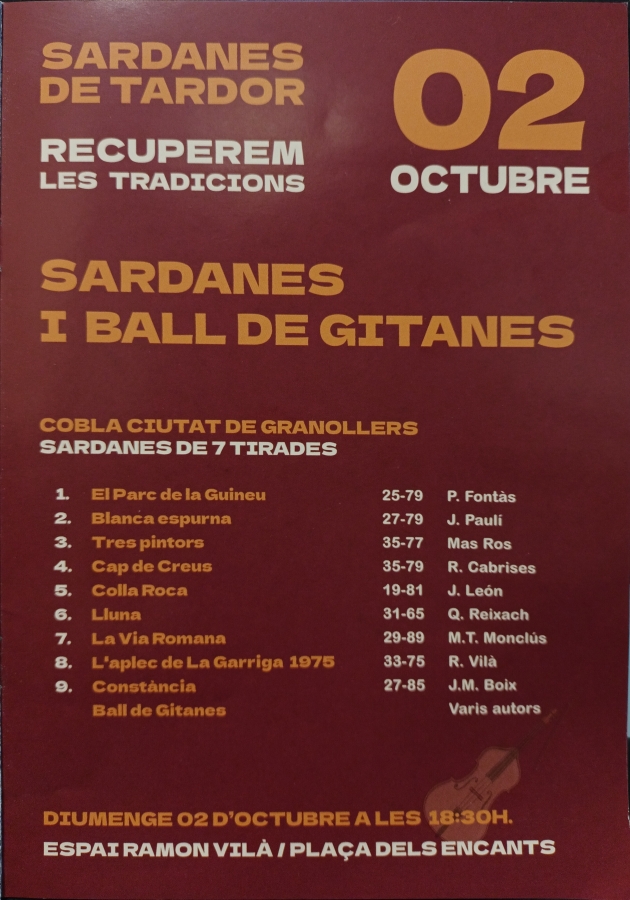 SARDANES
DE TARDOR
RECUPEREM
LES TRADICIONS
02
OCTUBRE
SARDANES
I BALL DE GITANES
COBLA CIUTAT DE GRANOLLERS
SARDANES DE 7 TIRADES
1. El Parc de la Guineu 25-79 P. Fontàs
2. Blanca espurna 27-79 J. Paulí
3. Tres pintors 35-77 Mas Ros
4. Cap de Creus 35-79 R. Cabrises
5. Colla Roca 19-81 J. León
6. Lluna 31-65 Q. Reixach
7. La Via Romana 29-89 M.T. Monclús
8. L'aplec de La Garriga 1975 33-75 R. Vilà
9. Constància 27-85 J.M. Boix
Ball de Gitanes Varis autors
DIUMENGE 02 D'OCTUBRE A LES 18:30H.
ESPAI RAMON VILÀ / PLAÇA DELS ENCANTS